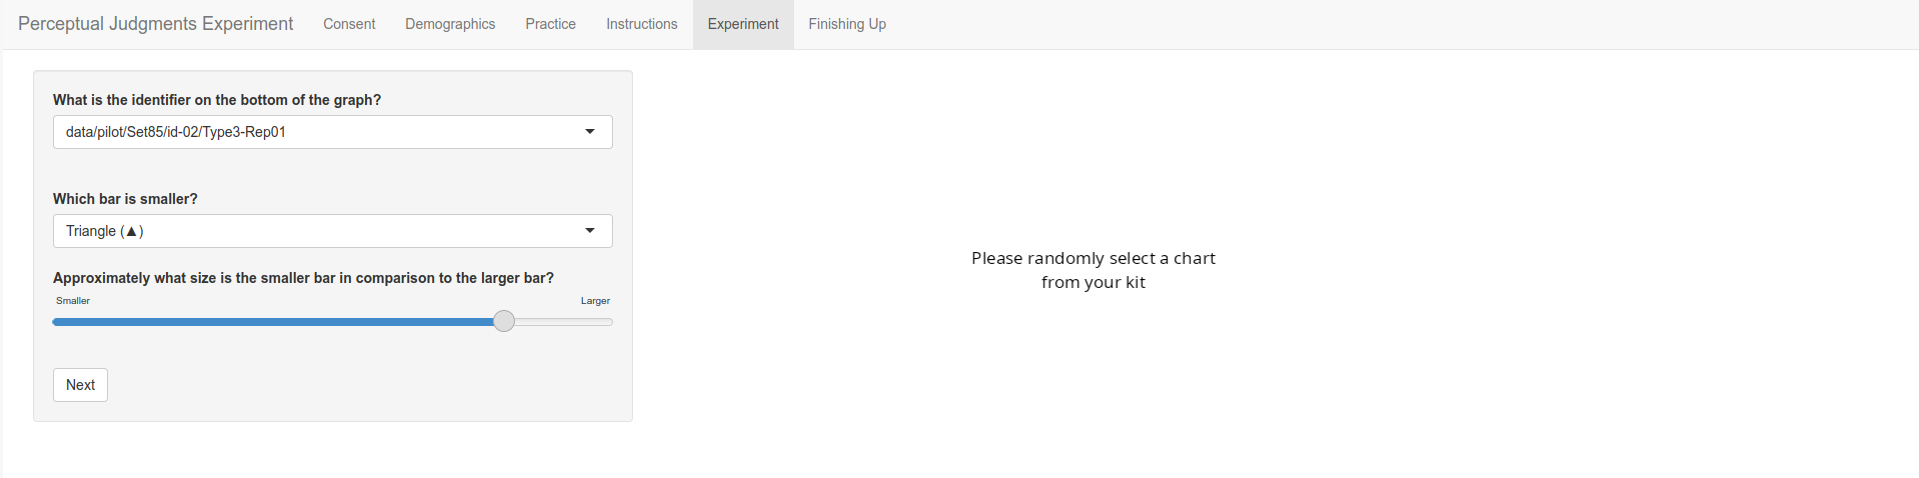 Perceptual Judgments Experiment Consent Demographics Practice Instructions Experiment Finishing Up
What is the identifier on the bottom of the graph?
data/pilot/Set85/id-02/Type3-Rep01
Which bar is smaller?
Triangle (▲)
Approximately what size is the smaller bar in comparison to the larger bar?
Smaller Larger
Next
Please randomly select a chart
from your kit